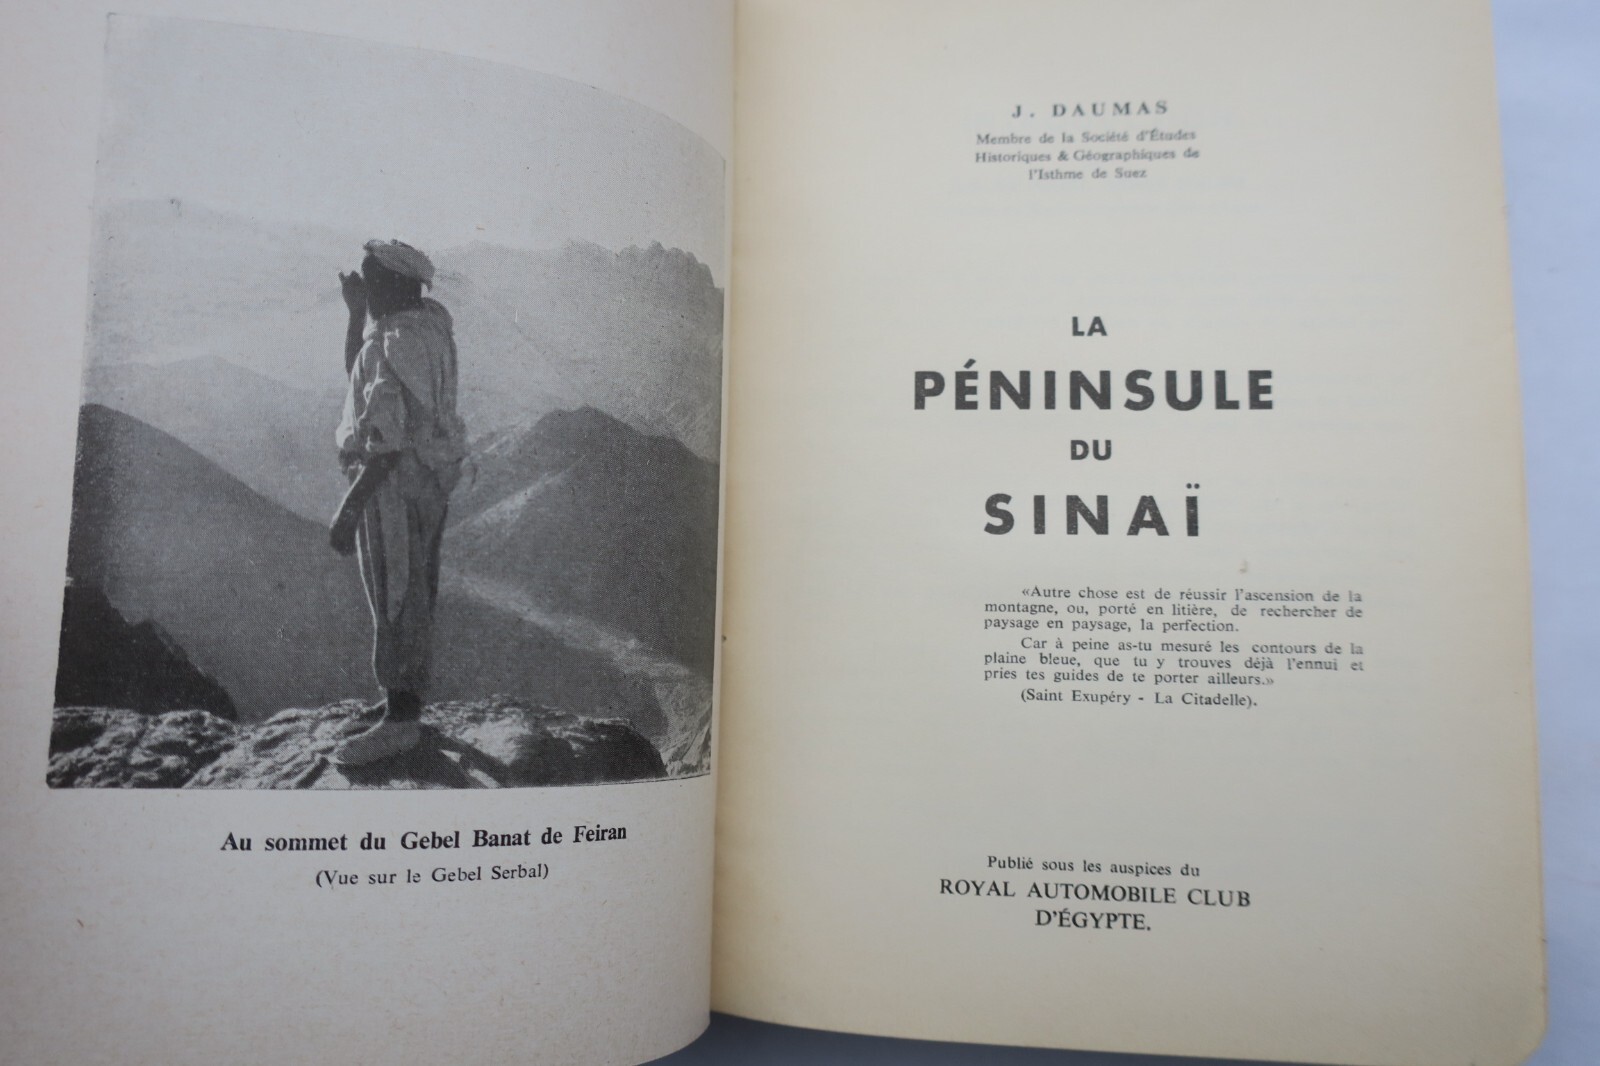 Au sommet du Gebel Banat de Feiran
(Vue sur le Gebel Serbal)
J. DAUMAS
Membre de la Société d'Études
Historiques & Géographiques de
l'Isthme de Suez
LA
PÉNINSULE
DU
SINAÏ
«Autre chose est de réussir l'ascension de la
montagne, ou, porté en litière, de rechercher de
paysage en paysage, la perfection.
Car à peine as-tu mesuré les contours de la
plaine bleue, que tu y trouves déjà l'ennui et
pries tes guides de te porter ailleurs.»
(Saint Exupéry - La Citadelle).
Publié sous les auspices du
ROYAL AUTOMOBILE CLUB
D'ÉGYPTE.